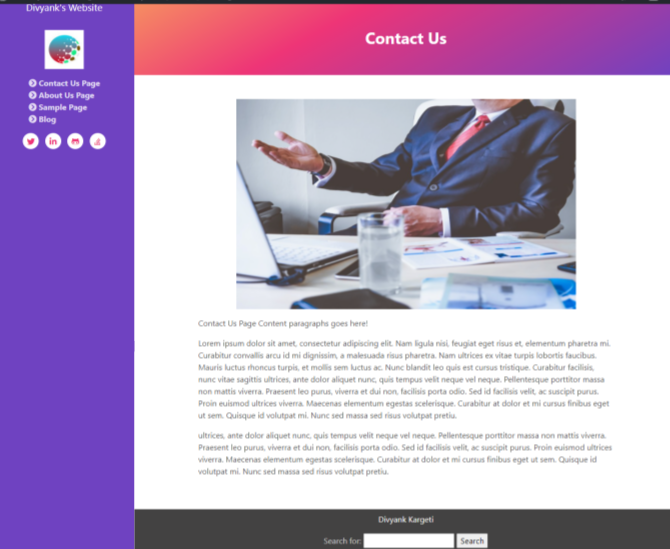 Divyank's Website
Contact Us Page
About Us Page
Sample Page
Blog
Contact Us
Contact Us Page Content paragraphs goes here!
Lorem ipsum dolor sit amet, consectetur adipiscing elit. Nam ligula nisi, feugiat eget risus et, elementum pharetra mi.
Curabitur convallis arcu id mi dignissim, a malesuada risus pharetra. Nam ultrices ex vitae turpis lobortis faucibus.
Mauris luctus rhoncus turpis, et mollis sem luctus ac. Nunc blandit leo quis est cursus tristique. Curabitur facilisis,
nunc vitae sagittis ultrices, ante dolor aliquet nunc, quis tempus velit neque vel neque. Pellentesque porttitor massa
non mattis viverra. Praesent leo purus, viverra et dui non, facilisis porta odio. Sed id facilisis velit, ac suscipit purus.
Proin euismod ultrices viverra. Maecenas elementum egestas scelerisque. Curabitur at dolor et mi cursus finibus eget
ut sem. Quisque id volutpat mi. Nunc sed massa sed risus volutpat pretiu.
ultrices, ante dolor aliquet nunc, quis tempus velit neque vel neque. Pellentesque porttitor massa non mattis viverra.
Praesent leo purus, viverra et dui non, facilisis porta odio. Sed id facilisis velit, ac suscipit purus. Proin euismod ultrices
viverra. Maecenas elementum egestas scelerisque. Curabitur at dolor et mi cursus finibus eget ut sem. Quisque id
volutpat mi. Nunc sed massa sed risus volutpat pretiu.
Divyank Kargeti
Search for: Search